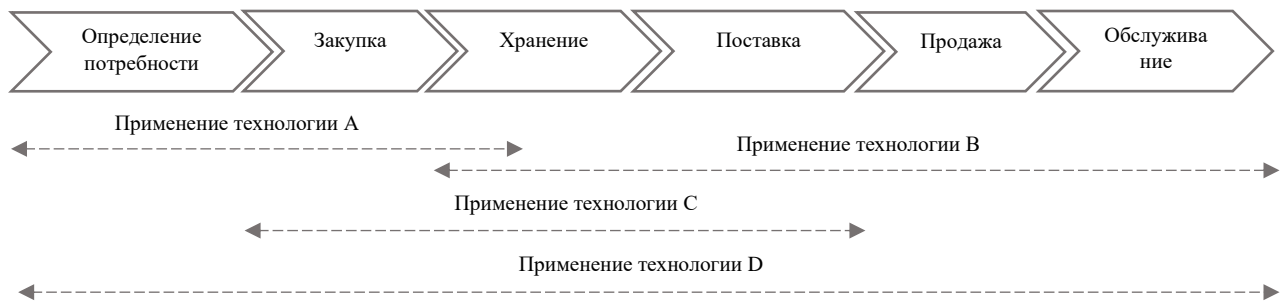 Определение
потребности
Закупка
Хранение
Поставка
Продажа
Обслужива
ние
Применение технологии A
Применение технологии B
Применение технологии C
Применение технологии D